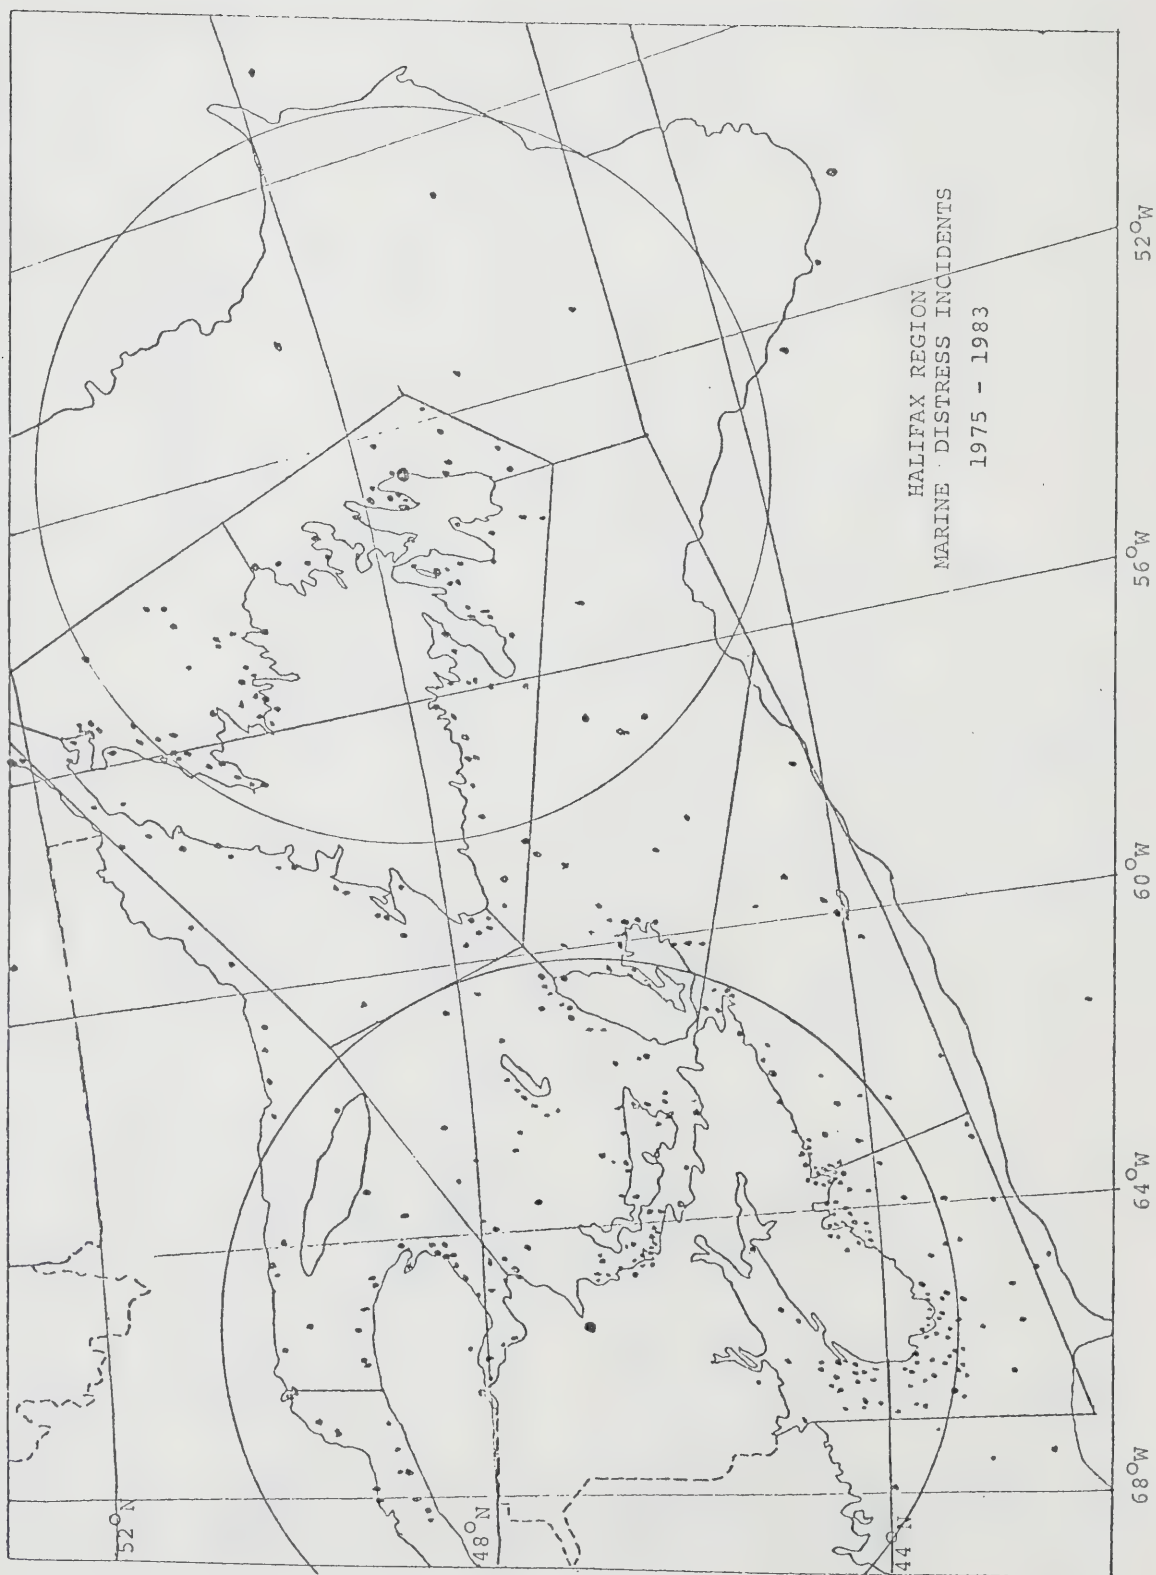 HALIFAX REGION
MARINE DISTRESS INCIDENTS
1975 - 1983
52°N
48°N
44°N
68°W
64°W
60°W
56°W
52°W